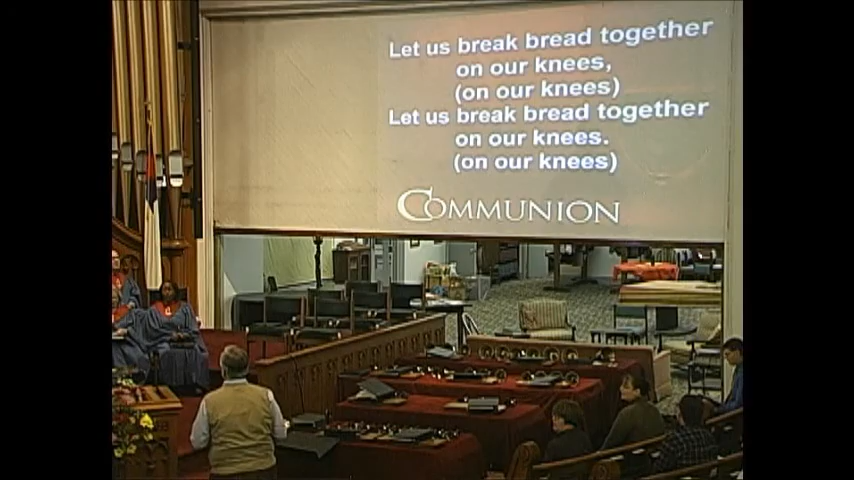 Let us break bread together
on our knees,
(on our knees)
Let us break bread together
on our knees.
(on our knees)
COMMUNION